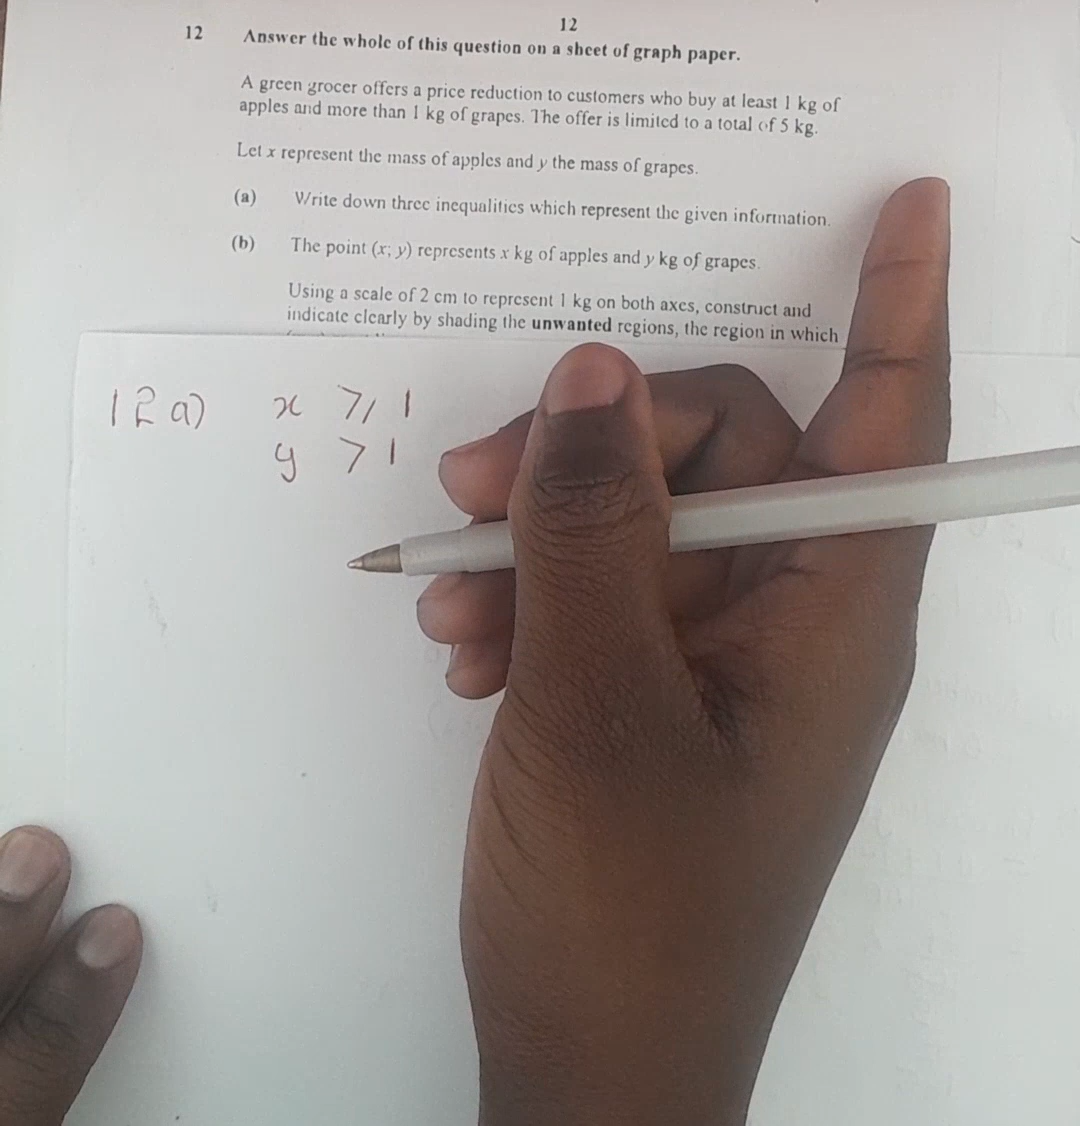 12
12 Answer the whole of this question on a sheet of graph paper.
A green grocer offers a price reduction to customers who buy at least 1 kg of
apples and more than 1 kg of grapes. The offer is limited to a total of 5 kg.
Let x represent the mass of apples and y the mass of grapes.
(a) Write down three inequalities which represent the given information.
(b) The point (x; y) represents x kg of apples and y kg of grapes.
Using a scale of 2 cm to represent 1 kg on both axes, construct and
indicate clearly by shading the unwanted regions, the region in which
12 a) x ⩾ 1
y > 1